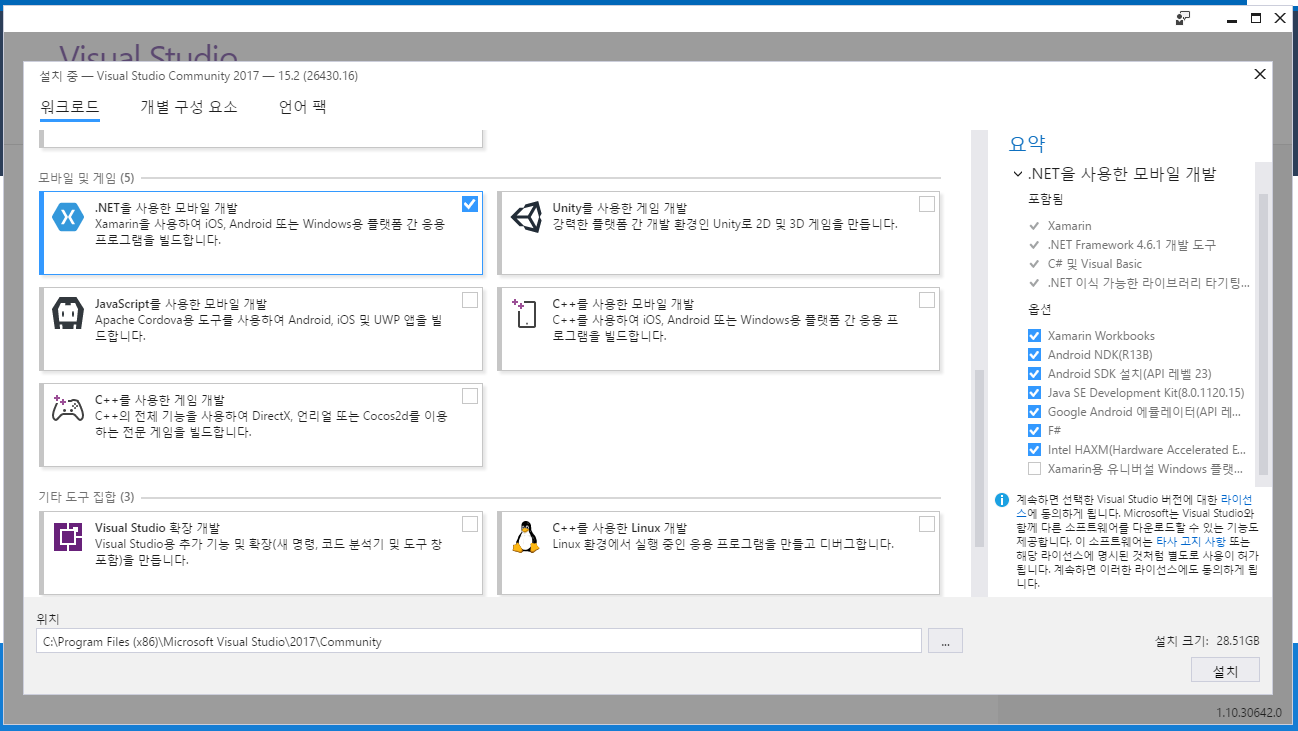 Visual Studio
설치 중 — Visual Studio Community 2017 — 15.2 (26430.16)
워크로드
개별 구성 요소
언어 팩
모바일 및 게임 (5)
.NET을 사용한 모바일 개발
Xamarin을 사용하여 iOS, Android 또는 Windows용 플랫폼 간 응용
프로그램을 빌드합니다.
Unity를 사용한 게임 개발
강력한 플랫폼 간 개발 환경인 Unity로 2D 및 3D 게임을 만듭니다.
JavaScript를 사용한 모바일 개발
Apache Cordova용 도구를 사용하여 Android, iOS 및 UWP 앱을 빌
드합니다.
C++를 사용한 모바일 개발
C++를 사용하여 iOS, Android 또는 Windows용 플랫폼 간 응용 프
로그램을 빌드합니다.
C++를 사용한 게임 개발
C++의 전체 기능을 사용하여 DirectX, 언리얼 또는 Cocos2d를 이용
하는 전문 게임을 빌드합니다.
기타 도구 집합 (3)
Visual Studio 확장 개발
Visual Studio용 추가 기능 및 확장(새 명령, 코드 분석기 및 도구 창
포함)을 만듭니다.
C++를 사용한 Linux 개발
Linux 환경에서 실행 중인 응용 프로그램을 만들고 디버그합니다.
요약
.NET을 사용한 모바일 개발
포함됨
Xamarin
.NET Framework 4.6.1 개발 도구
C# 및 Visual Basic
.NET 이식 가능한 라이브러리 타기팅...
옵션
Xamarin Workbooks
Android NDK(R13B)
Android SDK 설치(API 레벨 23)
Java SE Development Kit(8.0.1120.15)
Google Android 에뮬레이터(API 레...
F#
Intel HAXM(Hardware Accelerated E...
Xamarin용 유니버설 Windows 플랫...
계속하면 선택한 Visual Studio 버전에 대한 라이선
스에 동의하게 됩니다. Microsoft는 Visual Studio와
함께 다른 소프트웨어를 다운로드할 수 있는 기능도
제공합니다. 이 소프트웨어는 타사 고지 사항 또는
해당 라이선스에 명시된 것처럼 별도로 사용이 허가
됩니다. 계속하면 이러한 라이선스에도 동의하게 됩
니다.
위치
C:\Program Files (x86)\Microsoft Visual Studio\2017\Community
...
설치 크기: 28.51GB
설치
1.10.30642.0